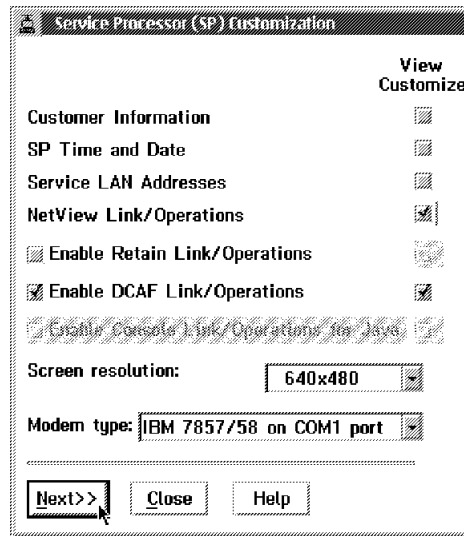 Service Processor (SP) Customization
View
Customize
Customer Information
SP Time and Date
Service LAN Addresses
NetView Link/Operations
Enable Retain Link/Operations
Enable DCAF Link/Operations
Enable Console Link/Operations for Java
Screen resolution: 640x480
Modem type: IBM 7857/58 on COM1 port
Next>> Close Help